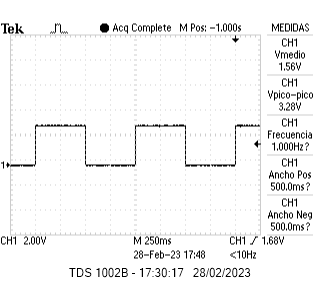 Tek Acq Complete M Pos: -1.000s MEDIDAS
CH1
Vmedio
1.56V
CH1
Vpico-pico
3.28V
CH1
Frecuencia
1.000Hz?
CH1
Ancho Pos
500.0ms?
CH1
Ancho Neg
500.0ms?
1
CH1 2.00V M 250ms CH1 1.68V
28-Feb-23 17:48 <10Hz
TDS 1002B - 17:30:17 28/02/2023